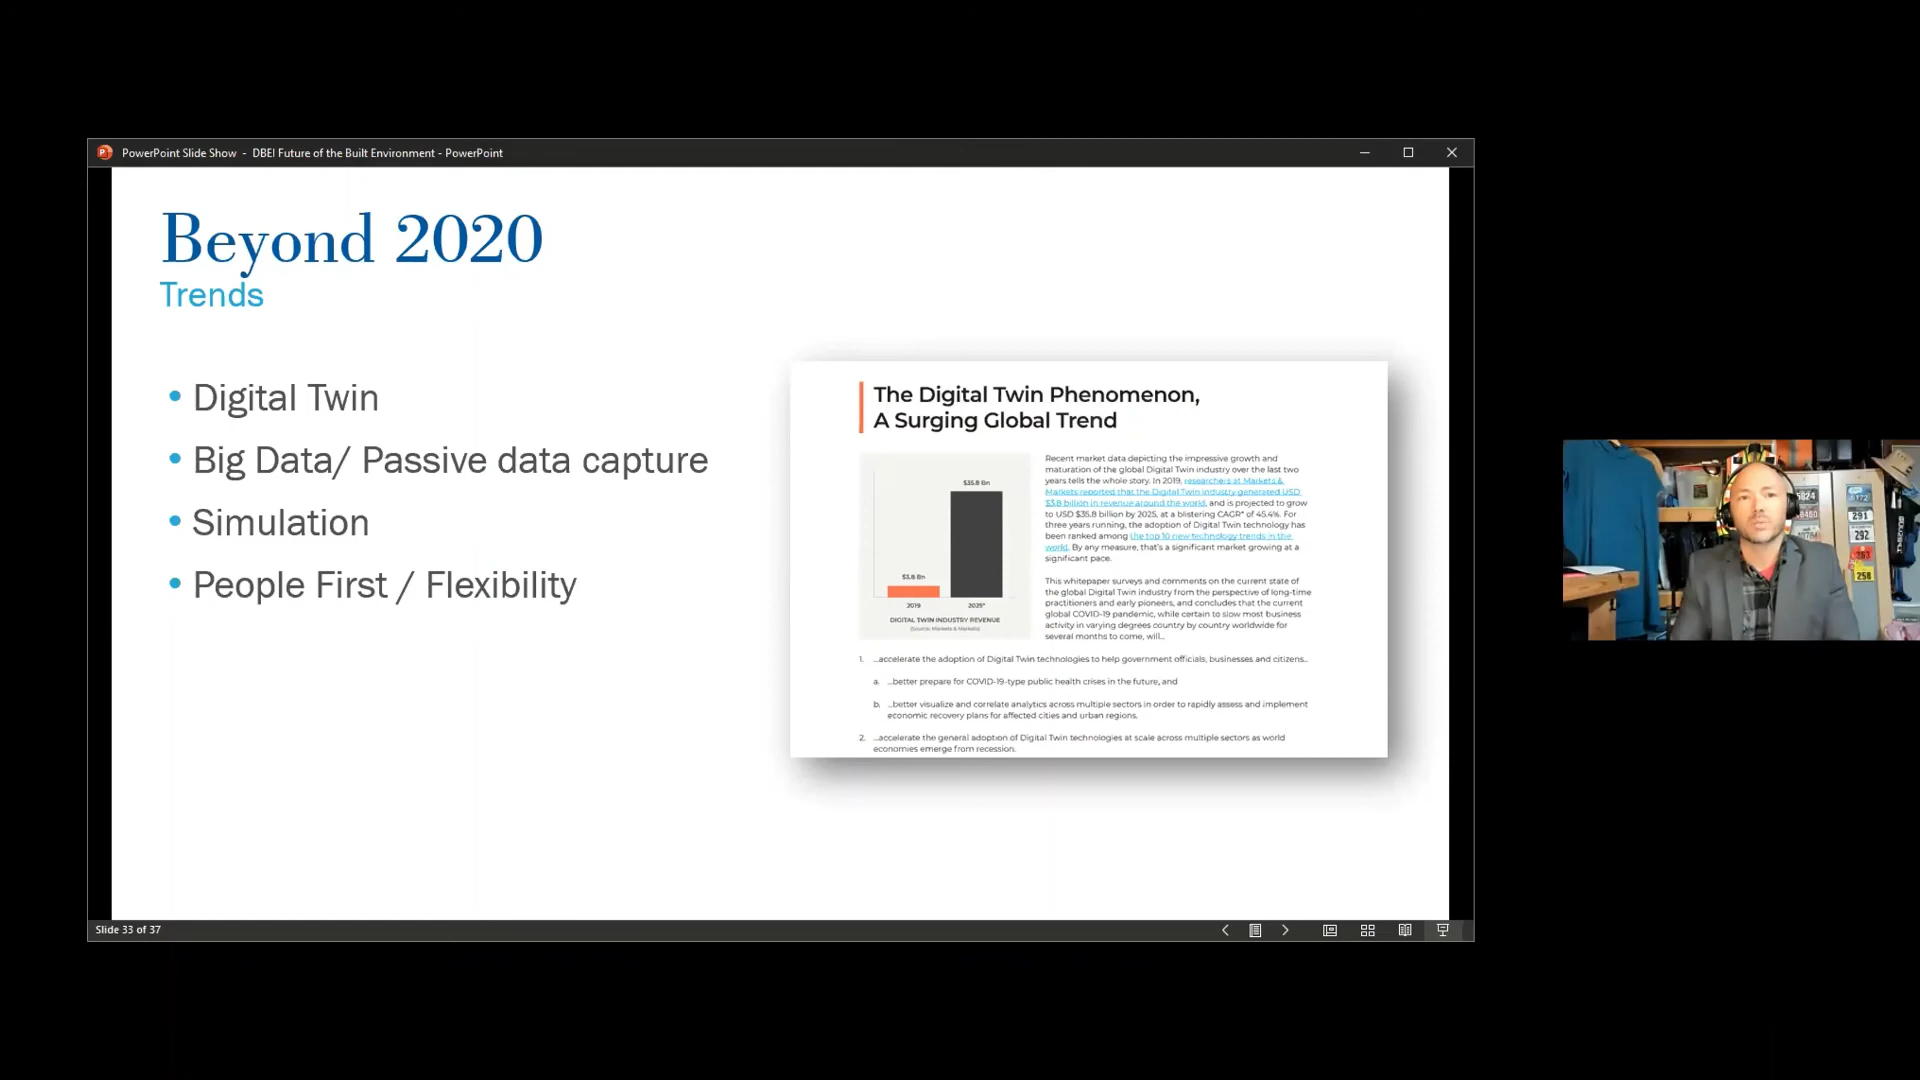 PowerPoint Slide Show - DBEI Future of the Built Environment - PowerPoint
Beyond 2020
Trends
• Digital Twin
• Big Data/ Passive data capture
• Simulation
• People First / Flexibility
The Digital Twin Phenomenon,
A Surging Global Trend
$35.8 Bn
$3.8 Bn
2019
2025*
DIGITAL TWIN INDUSTRY REVENUE
(Source: Markets & Markets)
Recent market data depicting the impressive growth and
maturation of the global Digital Twin industry over the last two
years tells the whole story. In 2019, researchers at Markets &
Markets reported that the Digital Twin industry generated USD
$3.8 billion in revenue around the world, and is projected to grow
to USD $35.8 billion by 2025, at a blistering CAGR* of 45.4%. For
three years running, the adoption of Digital Twin technology has
been ranked among the top 10 new technology trends in the
world. By any measure, that's a significant market growing at a
significant pace.
This whitepaper surveys and comments on the current state of
the global Digital Twin industry from the perspective of long-time
practitioners and early pioneers, and concludes that the current
global COVID-19 pandemic, while certain to slow most business
activity in varying degrees country by country worldwide for
several months to come, will...
1. ...accelerate the adoption of Digital Twin technologies to help government officials, businesses and citizens...
a. ...better prepare for COVID-19-type public health crises in the future, and
b. ...better visualize and correlate analytics across multiple sectors in order to rapidly assess and implement
economic recovery plans for affected cities and urban regions.
2. ...accelerate the general adoption of Digital Twin technologies at scale across multiple sectors as world
economies emerge from recession.
Slide 33 of 37
5024
291
292
258